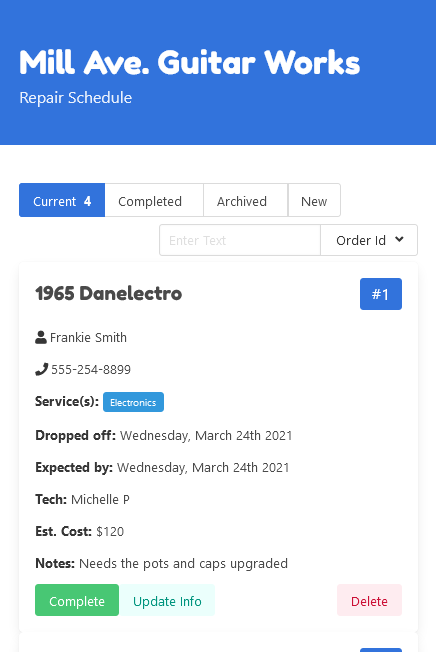 Mill Ave. Guitar Works
Repair Schedule
Current 4 Completed Archived New
Enter Text Order Id
1965 Danelectro #1
Frankie Smith
555-254-8899
Service(s): Electronics
Dropped off: Wednesday, March 24th 2021
Expected by: Wednesday, March 24th 2021
Tech: Michelle P
Est. Cost: $120
Notes: Needs the pots and caps upgraded
Complete Update Info Delete